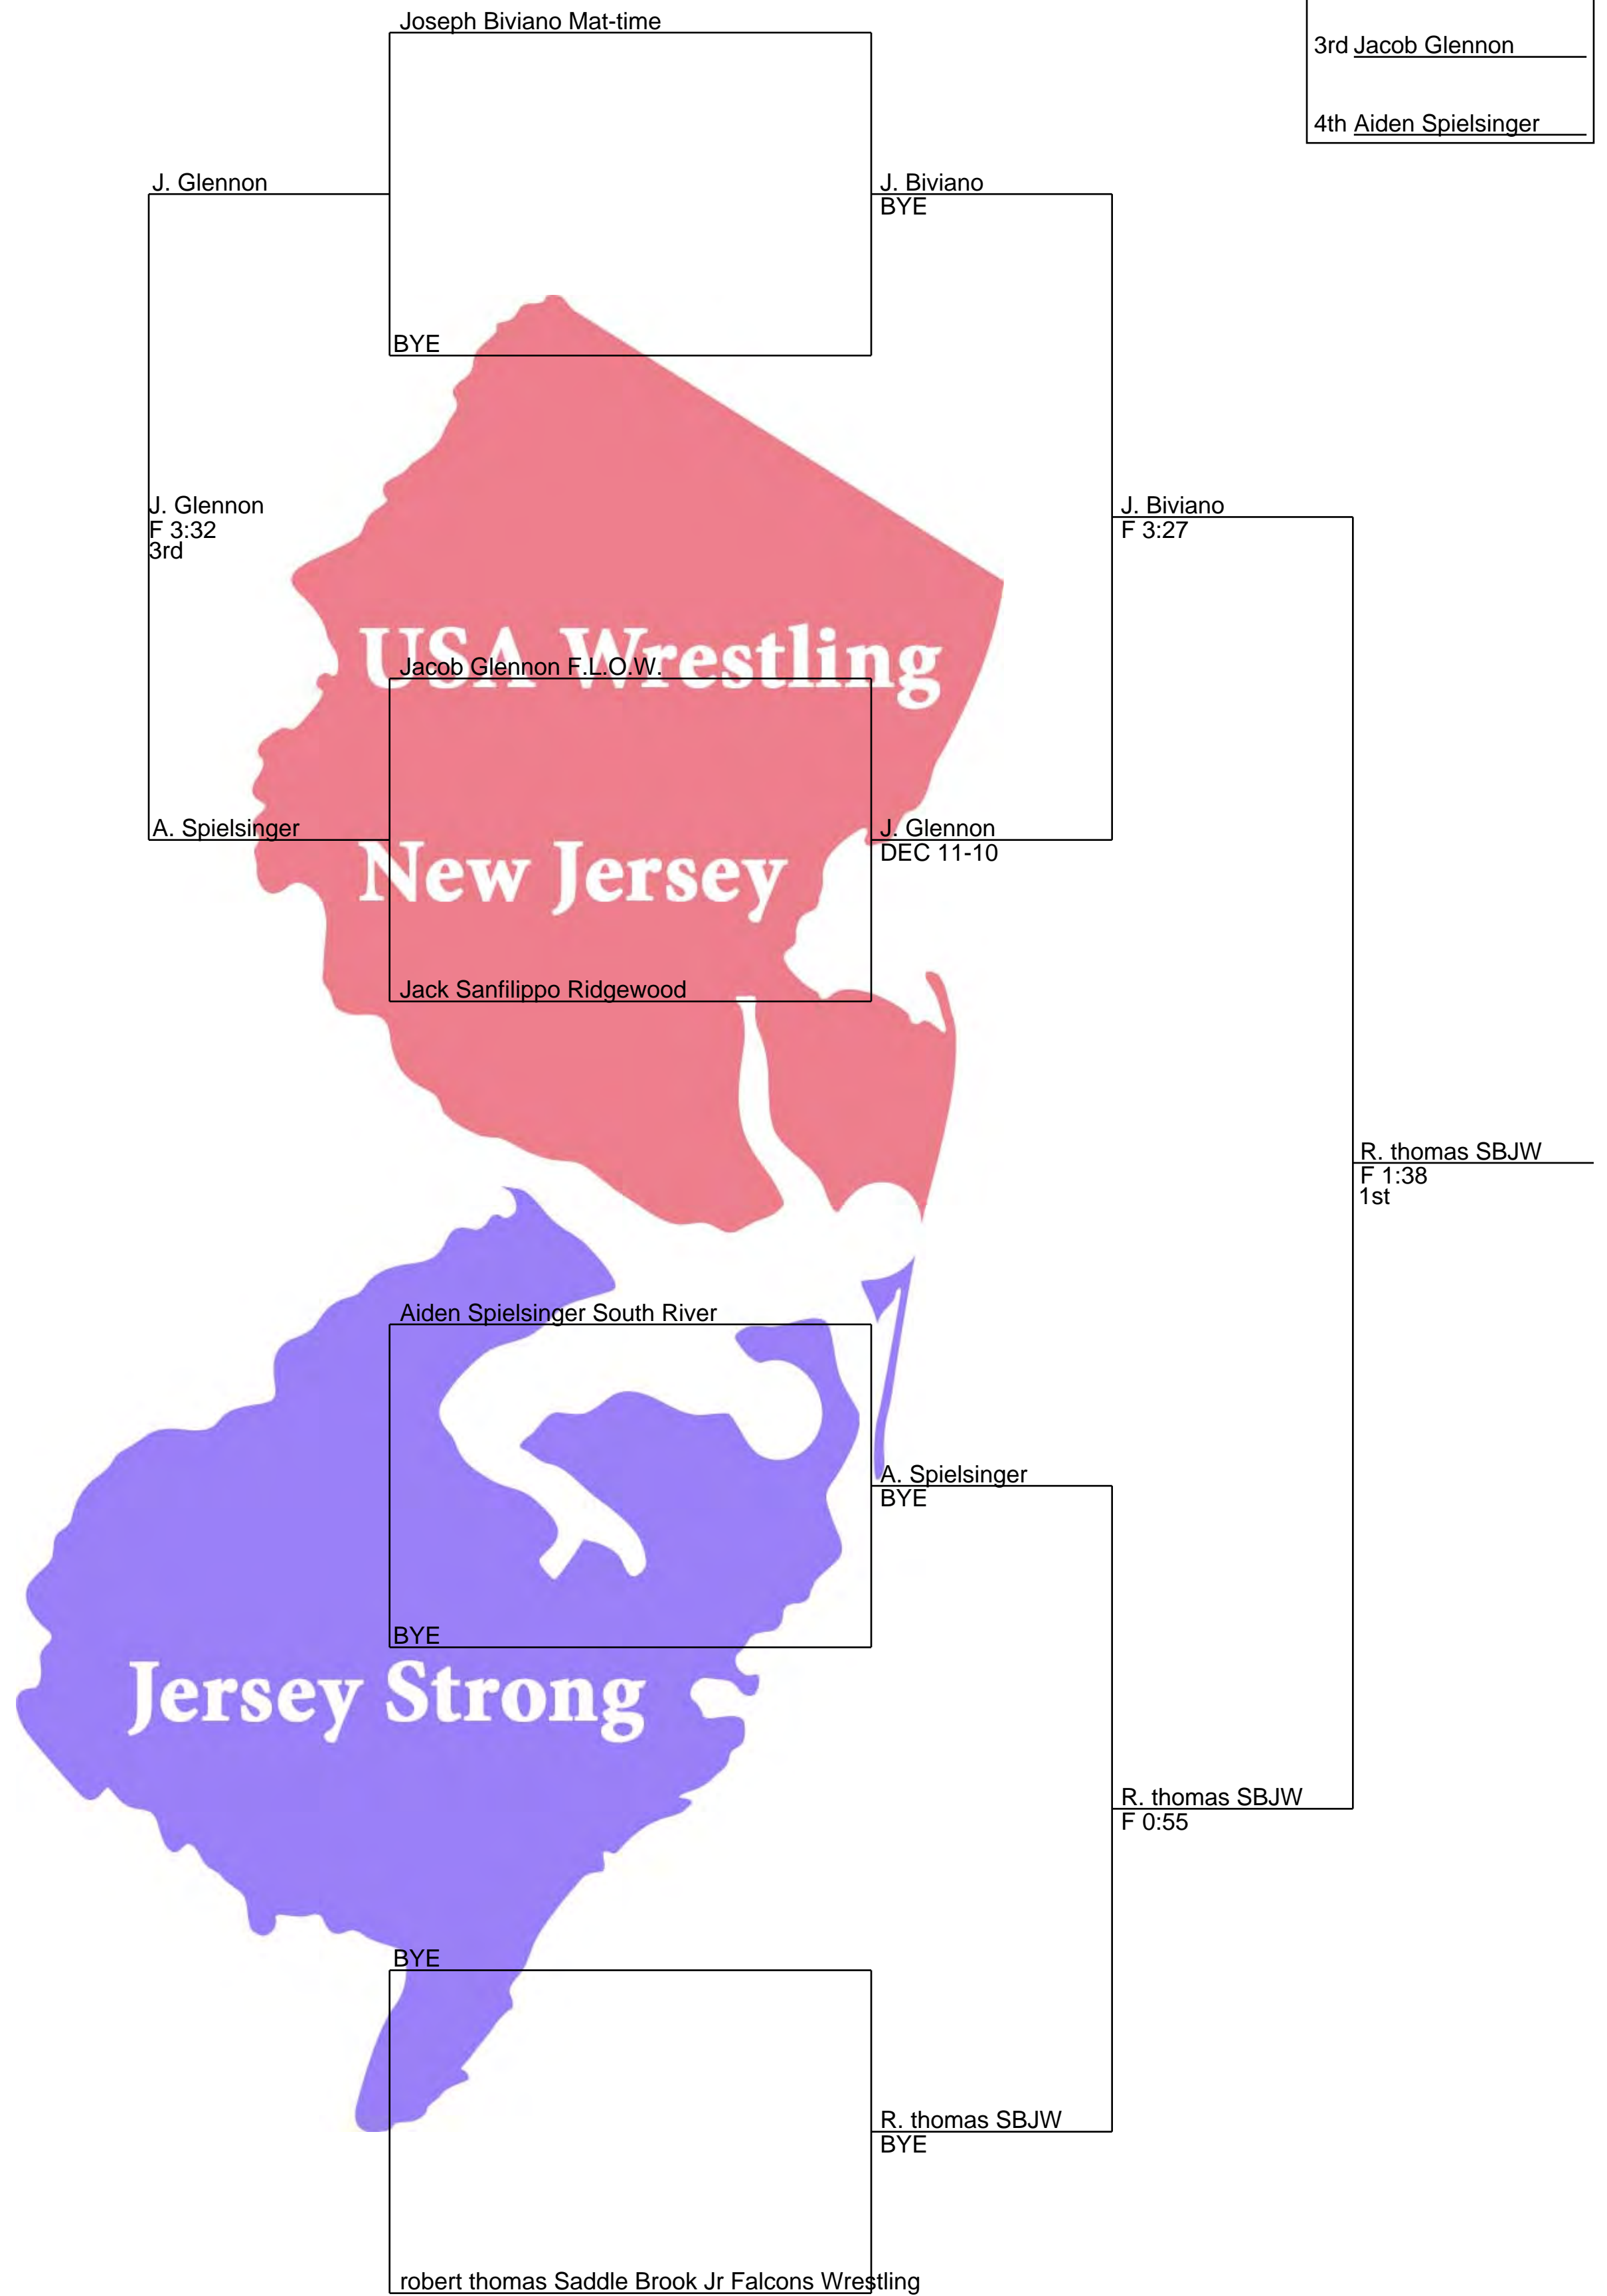 Joseph Biviano Mat-time
3rd Jacob Glennon
4th Aiden Spielsinger
J. Glennon
J. Biviano
BYE
BYE
J. Glennon
F 3:32
3rd
J. Biviano
F 3:27
USA Wrestling
Jacob Glennon F.L.O.W.
A. Spielsinger
J. Glennon
DEC 11-10
New Jersey
Jack Sanfilippo Ridgewood
R. thomas SBJW
F 1:38
1st
Aiden Spielsinger South River
A. Spielsinger
BYE
BYE
Jersey Strong
R. thomas SBJW
F 0:55
BYE
R. thomas SBJW
BYE
robert thomas Saddle Brook Jr Falcons Wrestling